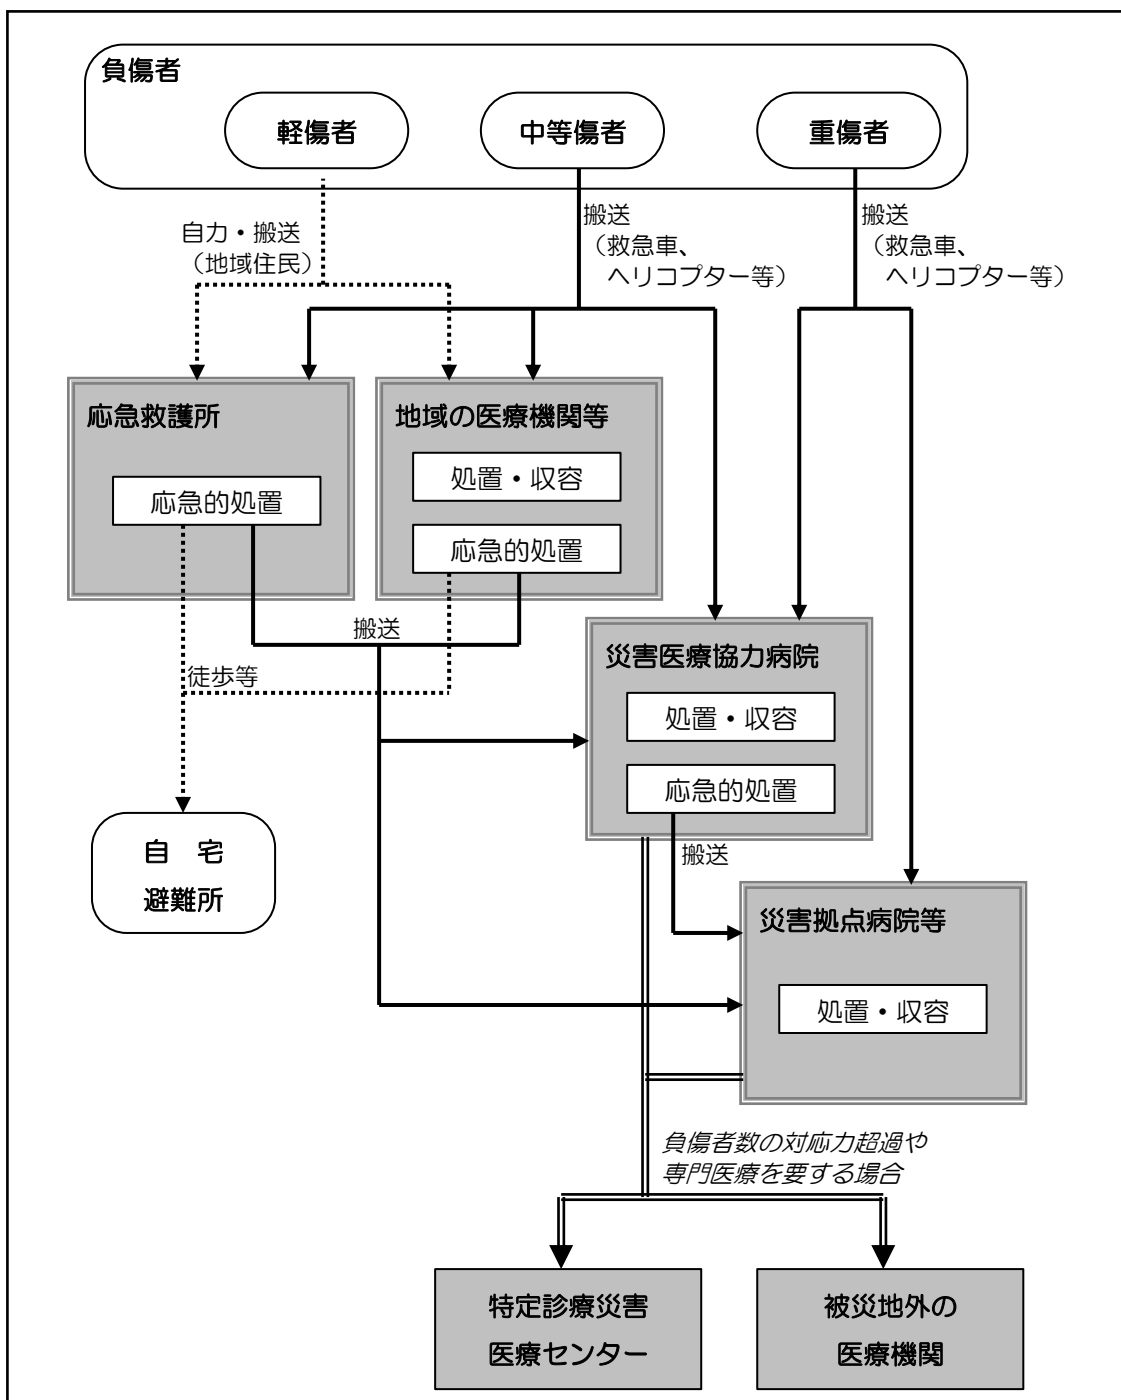 負傷者
軽傷者
中等傷者
重傷者
自力・搬送
（地域住民）
搬送
（救急車、
ヘリコプター等）
搬送
（救急車、
ヘリコプター等）
応急救護所
応急的処置
地域の医療機関等
処置・収容
応急的処置
搬送
徒歩等
災害医療協力病院
処置・収容
応急的処置
搬送
自　宅
避難所
災害拠点病院等
処置・収容
負傷者数の対応力超過や
専門医療を要する場合
特定診療災害
医療センター
被災地外の
医療機関